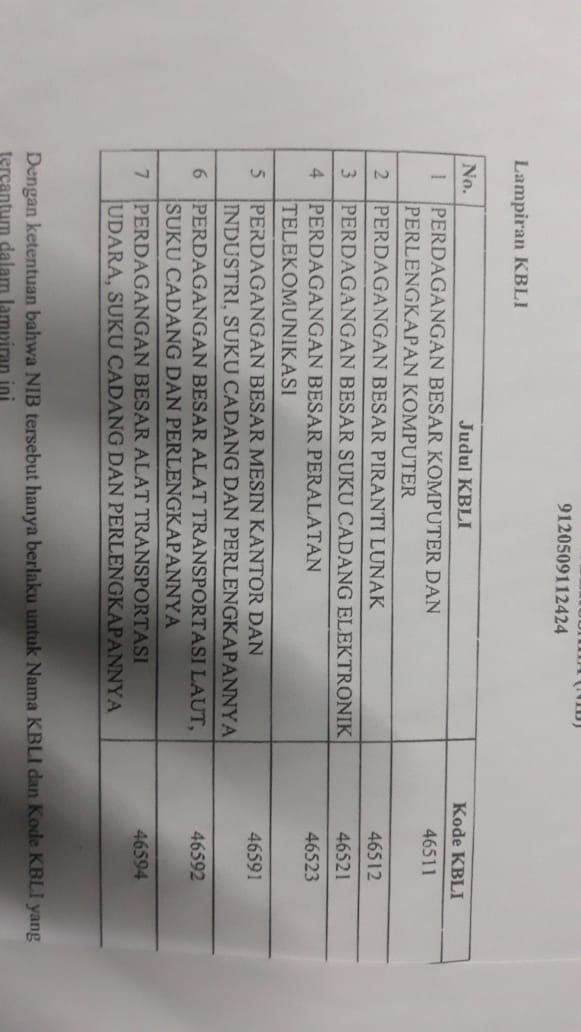 (NIB)
9120509112424
Lampiran KBLI
No. Judul KBLI Kode KBLI
1 PERDAGANGAN BESAR KOMPUTER DAN 46511
PERLENGKAPAN KOMPUTER
2 PERDAGANGAN BESAR PIRANTI LUNAK 46512
3 PERDAGANGAN BESAR SUKU CADANG ELEKTRONIK 46521
4 PERDAGANGAN BESAR PERALATAN 46523
TELEKOMUNIKASI
5 PERDAGANGAN BESAR MESIN KANTOR DAN 46591
INDUSTRI, SUKU CADANG DAN PERLENGKAPANNYA
6 PERDAGANGAN BESAR ALAT TRANSPORTASI LAUT, 46592
SUKU CADANG DAN PERLENGKAPANNYA
7 PERDAGANGAN BESAR ALAT TRANSPORTASI 46594
UDARA, SUKU CADANG DAN PERLENGKAPANNYA
Dengan ketentuan bahwa NIB tersebut hanya berlaku untuk Nama KBLI dan Kode KBLI yang
tercantum dalam lampiran ini